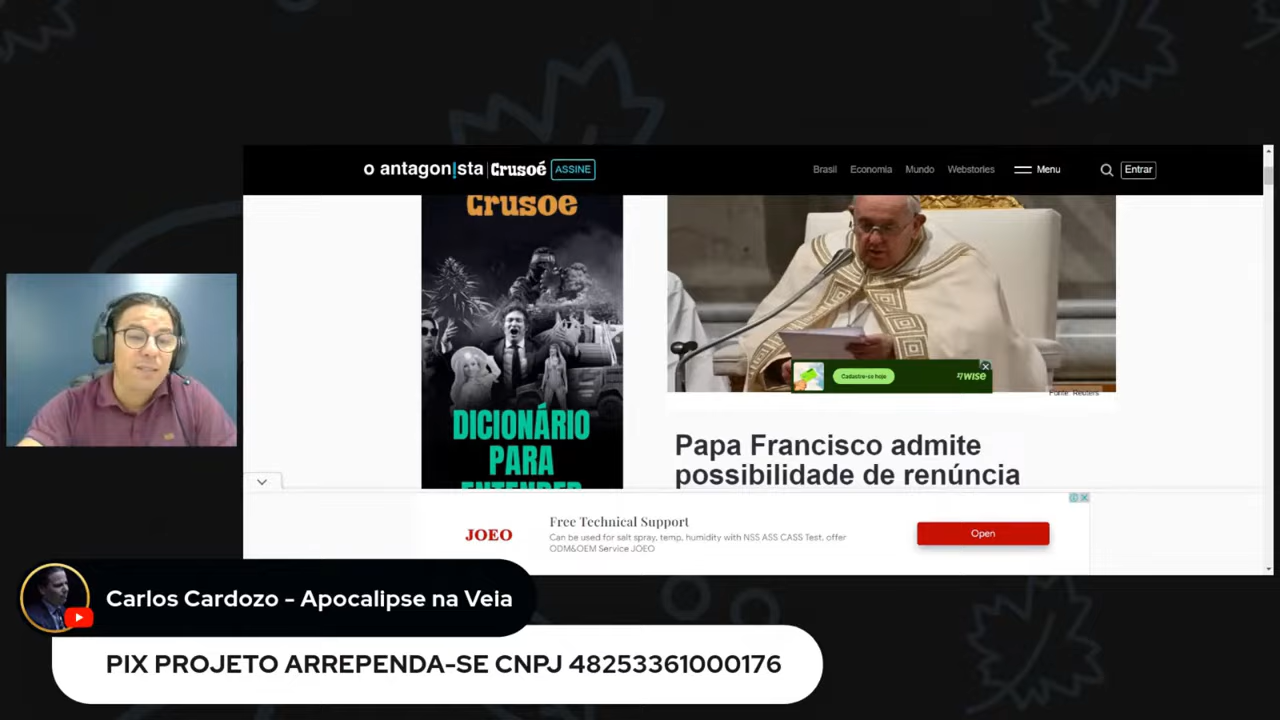 o antagon!sta
Crusoé
ASSINE
Brasil
Economia
Mundo
Webstories
Menu
Entrar
Crusoé
DICIONÁRIO
PARA
ENTENDER
Cadastre-se hoje
WISE
Fonte: Reuters
Papa Francisco admite
possibilidade de renúncia
JOEO
Free Technical Support
Can be used for salt spray, temp, humidity with NSS ASS CASS Test, offer
ODM&OEM Service JOEO
Open
Carlos Cardozo - Apocalipse na Veia
PIX PROJETO ARREPENDA-SE CNPJ 48253361000176